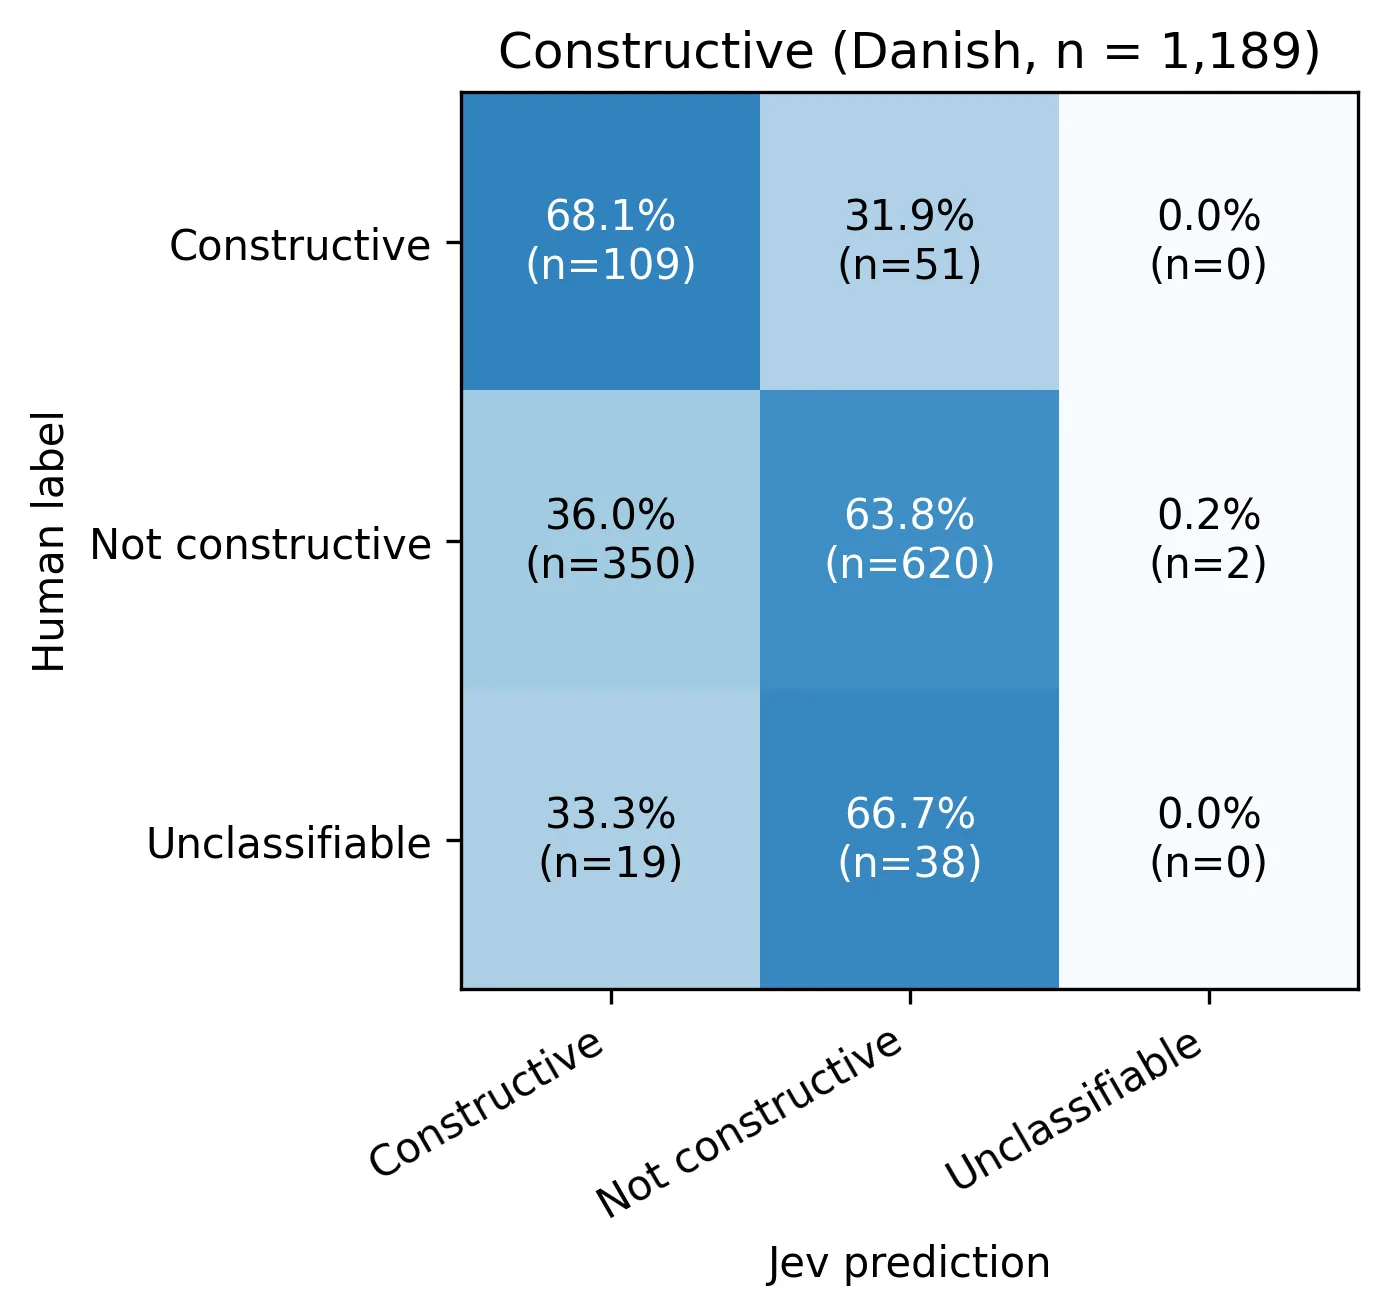 Constructive (Danish, n = 1,189)
Human label
Constructive
68.1%
(n=109)
31.9%
(n=51)
0.0%
(n=0)
Not constructive
36.0%
(n=350)
63.8%
(n=620)
0.2%
(n=2)
Unclassifiable
33.3%
(n=19)
66.7%
(n=38)
0.0%
(n=0)
Constructive
Not constructive
Unclassifiable
Jev prediction